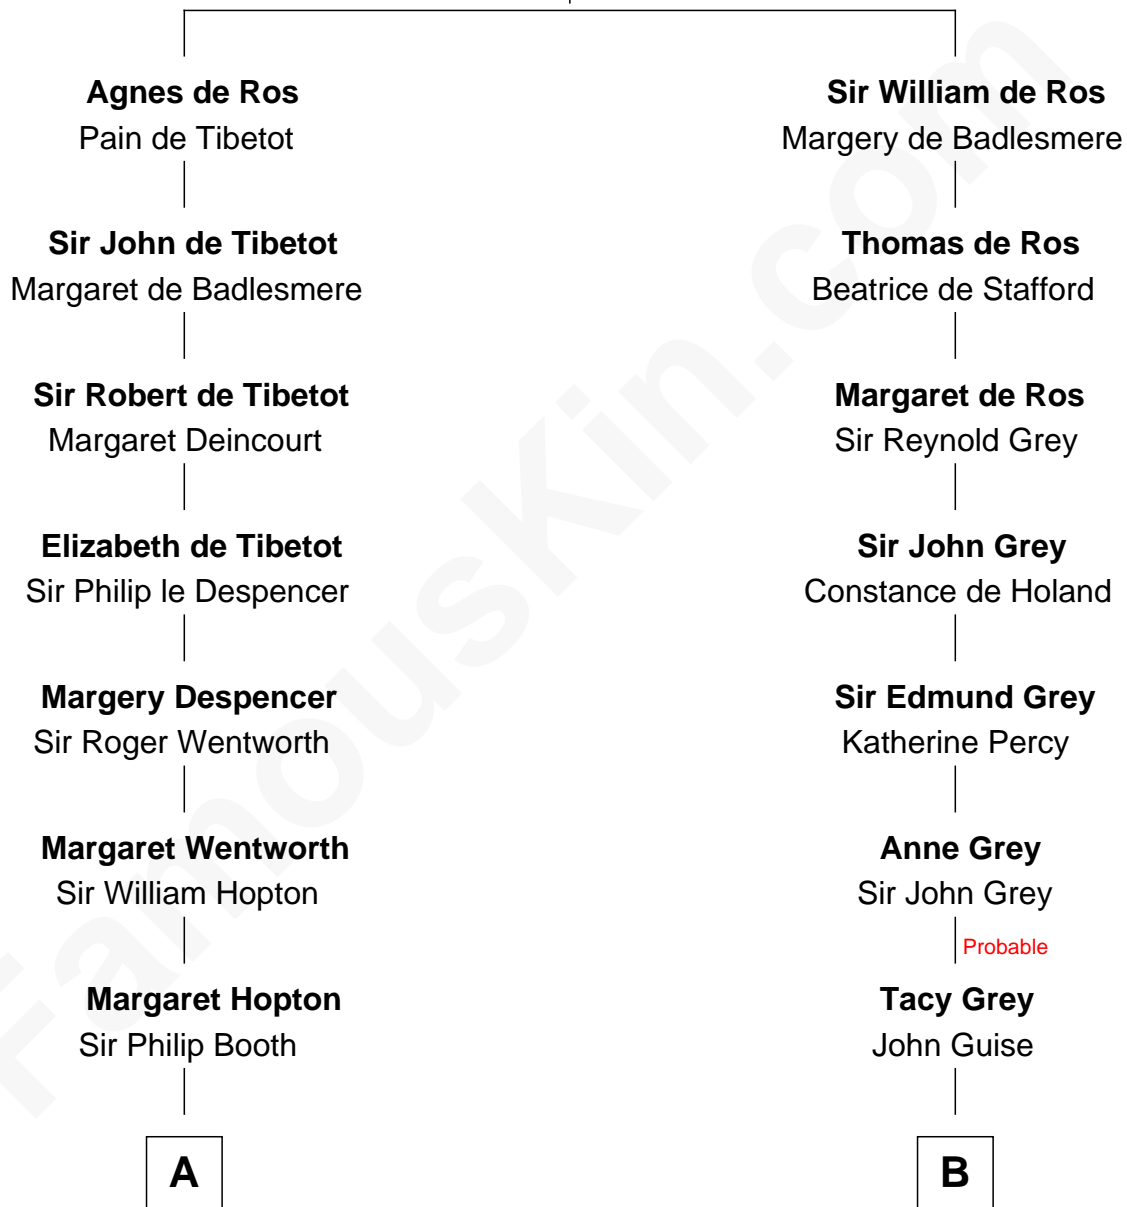 Agnes de Ros
Pain de Tibetot
Sir John de Tibetot
Margaret de Badlesmere
Sir Robert de Tibetot
Margaret Deincourt
Elizabeth de Tibetot
Sir Philip le Despencer
Margery Despencer
Sir Roger Wentworth
Margaret Wentworth
Sir William Hopton
Margaret Hopton
Sir Philip Booth
A
Sir William de Ros
Margery de Badlesmere
Thomas de Ros
Beatrice de Stafford
Margaret de Ros
Sir Reynold Grey
Sir John Grey
Constance de Holand
Sir Edmund Grey
Katherine Percy
Anne Grey
Sir John Grey
Probable
Tacy Grey
John Guise
B
FamousKin.com